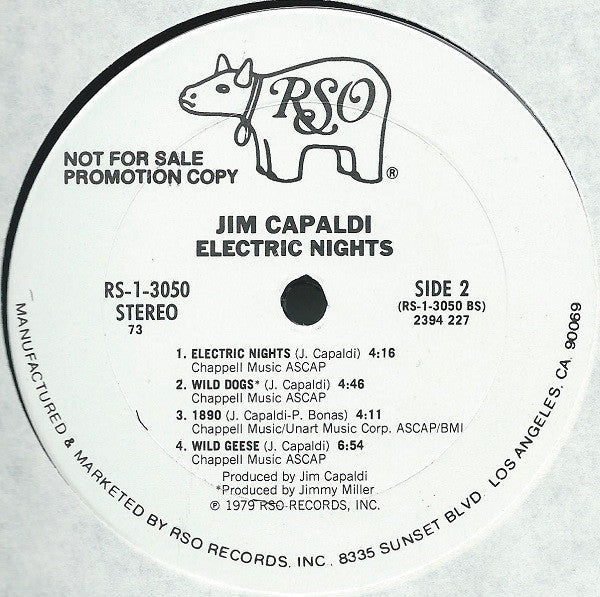 RSO
®
NOT FOR SALE
PROMOTION COPY
JIM CAPALDI
ELECTRIC NIGHTS
RS-1-3050
STEREO
73
SIDE 2
(RS-1-3050 BS)
2394 227
1. ELECTRIC NIGHTS (J. Capaldi) 4:16
Chappell Music ASCAP
2. WILD DOGS* (J. Capaldi) 4:46
Chappell Music ASCAP
3. 1890 (J. Capaldi-P. Bonas) 4:11
Chappell Music/Unart Music Corp. ASCAP/BMI
4. WILD GEESE (J. Capaldi) 6:54
Chappell Music ASCAP
Produced by Jim Capaldi
*Produced by Jimmy Miller
℗ 1979 RSO RECORDS, INC.
MANUFACTURED & MARKETED BY RSO RECORDS, INC. 8335 SUNSET BLVD LOS ANGELES, CA. 90069